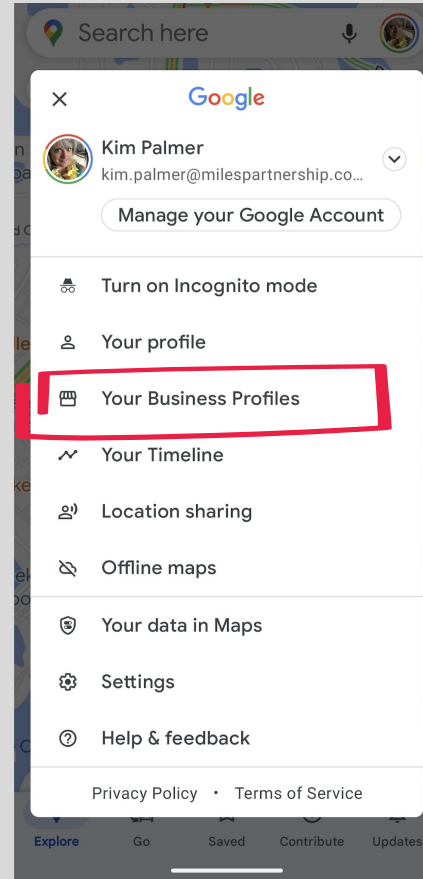 Search here
Google
Kim Palmer
kim.palmer@milespartnership.co...
Manage your Google Account
Turn on Incognito mode
Your profile
Your Business Profiles
Your Timeline
Location sharing
Offline maps
Your data in Maps
Settings
Help & feedback
Privacy Policy • Terms of Service
Explore Go Saved Contribute Updates